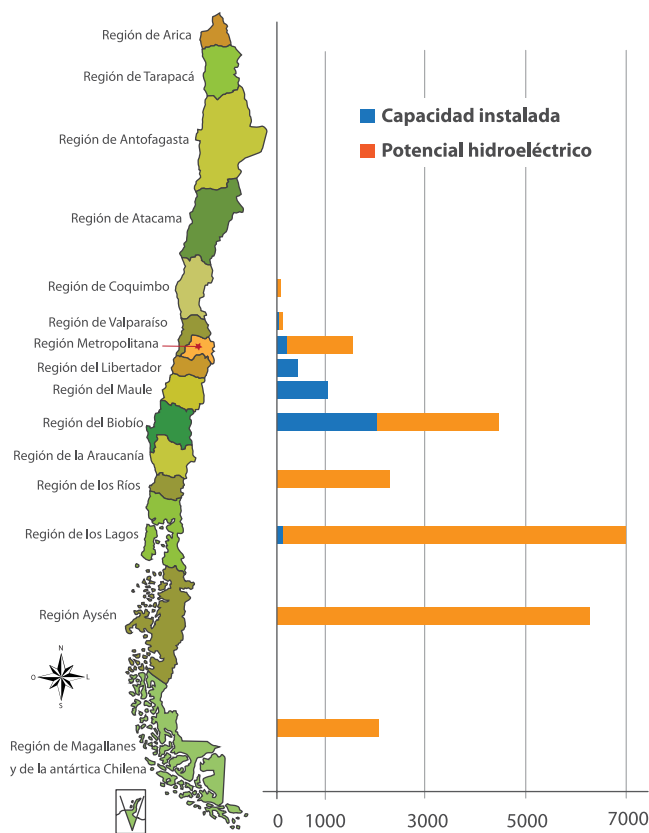 Región de Arica
Región de Tarapacá
Capacidad instalada
Región de Antofagasta
Potencial hidroeléctrico
Región de Atacama
Región de Coquimbo
Región de Valparaíso
Región Metropolitana
Región del Libertador
Región del Maule
Región del Biobío
Región de la Araucanía
Región de los Ríos
Región de los Lagos
Región Aysén
N
O
L
S
Región de Magallanes
y de la antártica Chilena
0 1000 3000 4000 5000 6000 7000